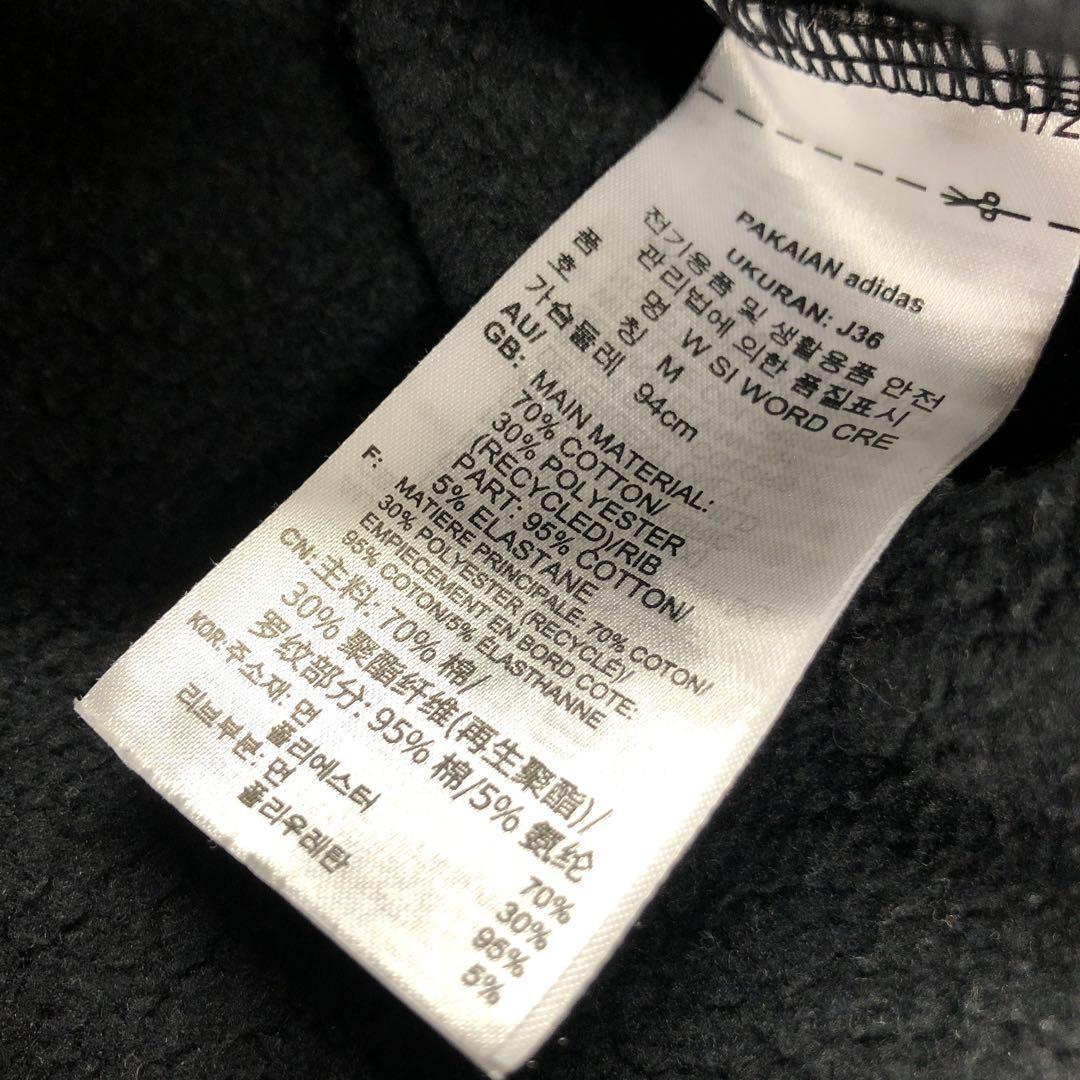 PAKAIAN adidas
UKURAN: J36
전기용품 및 생활용품 안전
관리법에 의한 품질표시
품 명 W SI WORD CRE
호 칭 M
가슴둘레 94cm
AU/
GB: MAIN MATERIAL:
70% COTTON/
30% POLYESTER
(RECYCLED)/RIB
PART: 95% COTTON/
5% ELASTANE
F: MATIERE PRINCIPALE: 70% COTON/
30% POLYESTER (RECYCLÉ)/
EMPIECEMENT EN BORD COTE:
95% COTON/5% ÉLASTHANNE
CN: 主料: 70% 棉/
30% 聚酯纤维(再生聚酯)/
罗纹部分: 95% 棉/5% 氨纶
KOR: 주소재: 면 70%
폴리에스터 30%
리브부분: 면 95%
폴리우레탄 5%